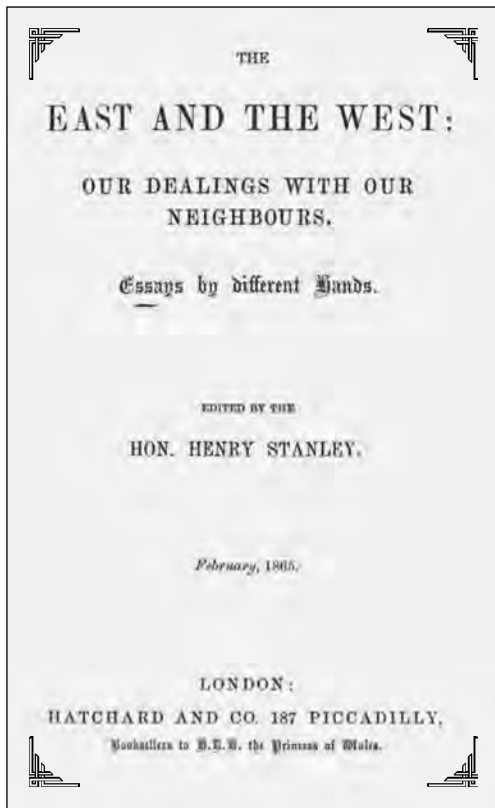 THE
EAST AND THE WEST:
OUR DEALINGS WITH OUR
NEIGHBOURS.
Essays by different Hands.
EDITED BY THE
HON. HENRY STANLEY.
February, 1865.
LONDON:
HATCHARD AND CO. 187 PICCADILLY,
Booksellers to H.R.H. the Princess of Wales.